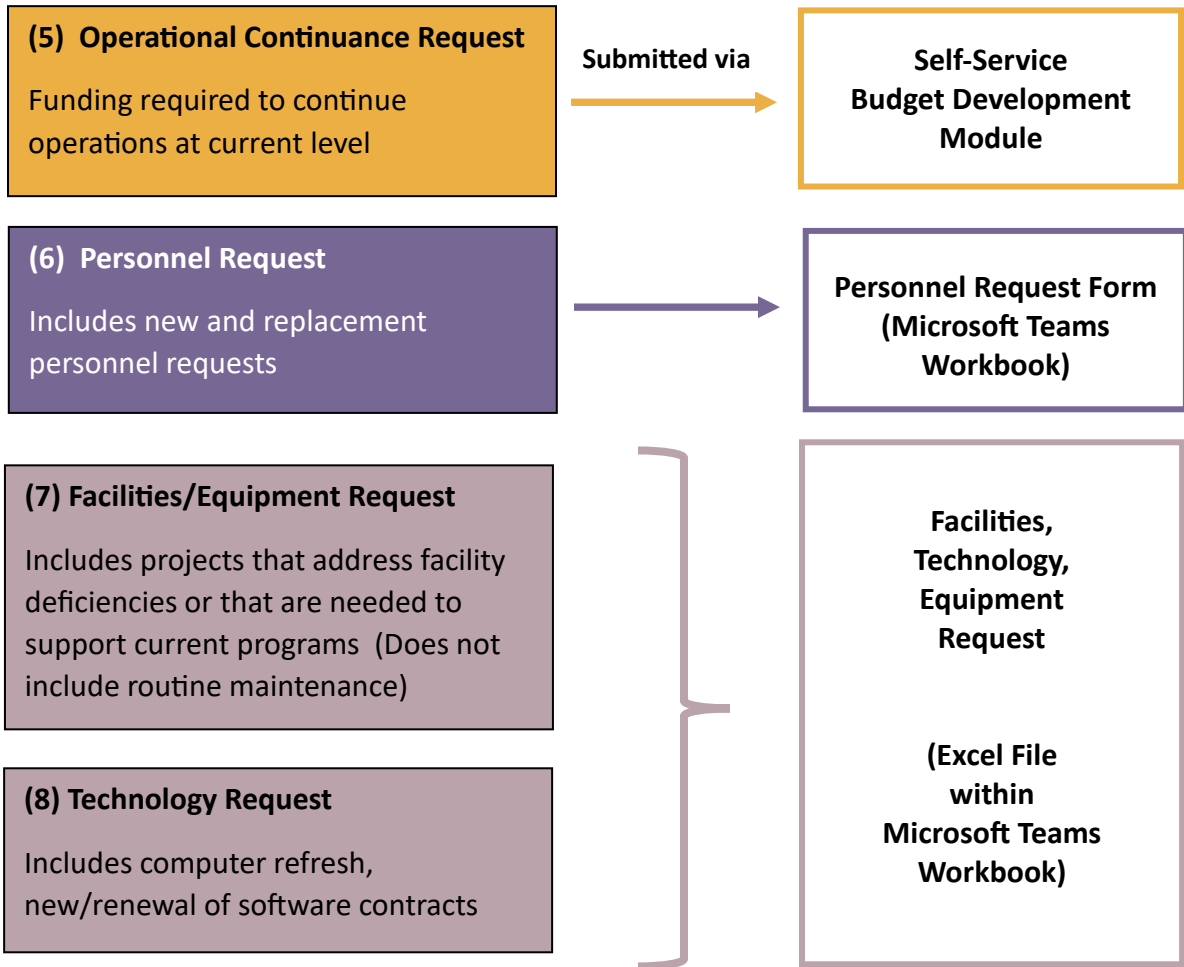 (5)  Operational Continuance Request
Funding required to continue
operations at current level
Submitted via
Self-Service
Budget Development
Module
(6)  Personnel Request
Includes new and replacement
personnel requests
Personnel Request Form
(Microsoft Teams
Workbook)
(7) Facilities/Equipment Request
Includes projects that address facility
deficiencies or that are needed to
support current programs  (Does not
include routine maintenance)
(8) Technology Request
Includes computer refresh,
new/renewal of software contracts
Facilities,
Technology,
Equipment
Request
(Excel File
within
Microsoft Teams
Workbook)